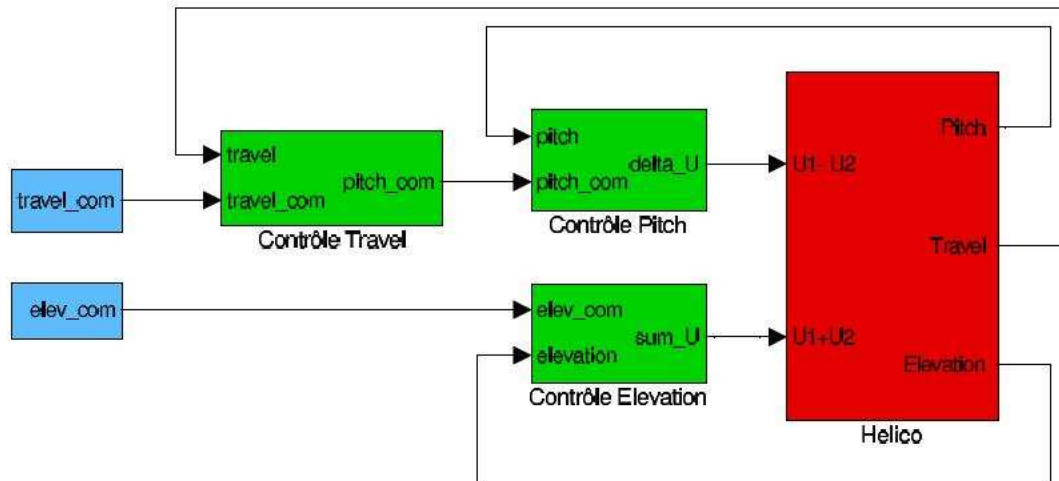 travel_com
elev_com
travel
travel_com
pitch_com
Contrôle Travel
pitch
pitch_com
delta_U
Contrôle Pitch
elev_com
elevation
sum_U
Contrôle Elevation
U1- U2
U1+U2
Pitch
Travel
Elevation
Helico